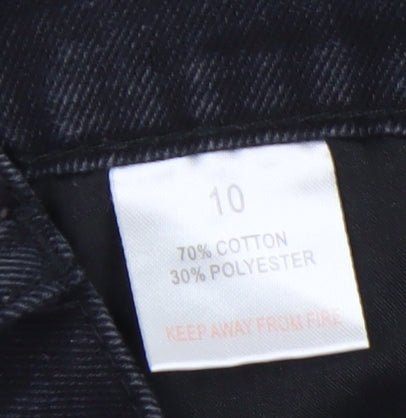 10
70% COTTON
30% POLYESTER
KEEP AWAY FROM FIRE